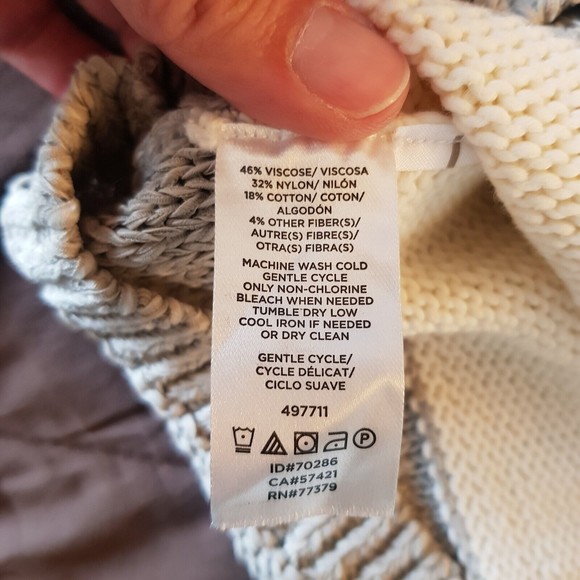 46% VISCOSE/ VISCOSA
32% NYLON/ NILÓN
18% COTTON/ COTON/
ALGODÓN
4% OTHER FIBER(S)/
AUTRE(S) FIBRE(S)/
OTRA(S) FIBRA(S)
MACHINE WASH COLD
GENTLE CYCLE
ONLY NON-CHLORINE
BLEACH WHEN NEEDED
TUMBLE DRY LOW
COOL IRON IF NEEDED
OR DRY CLEAN
GENTLE CYCLE/
CYCLE DÉLICAT/
CICLO SUAVE
497711
P
ID#70286
CA#57421
RN#77379